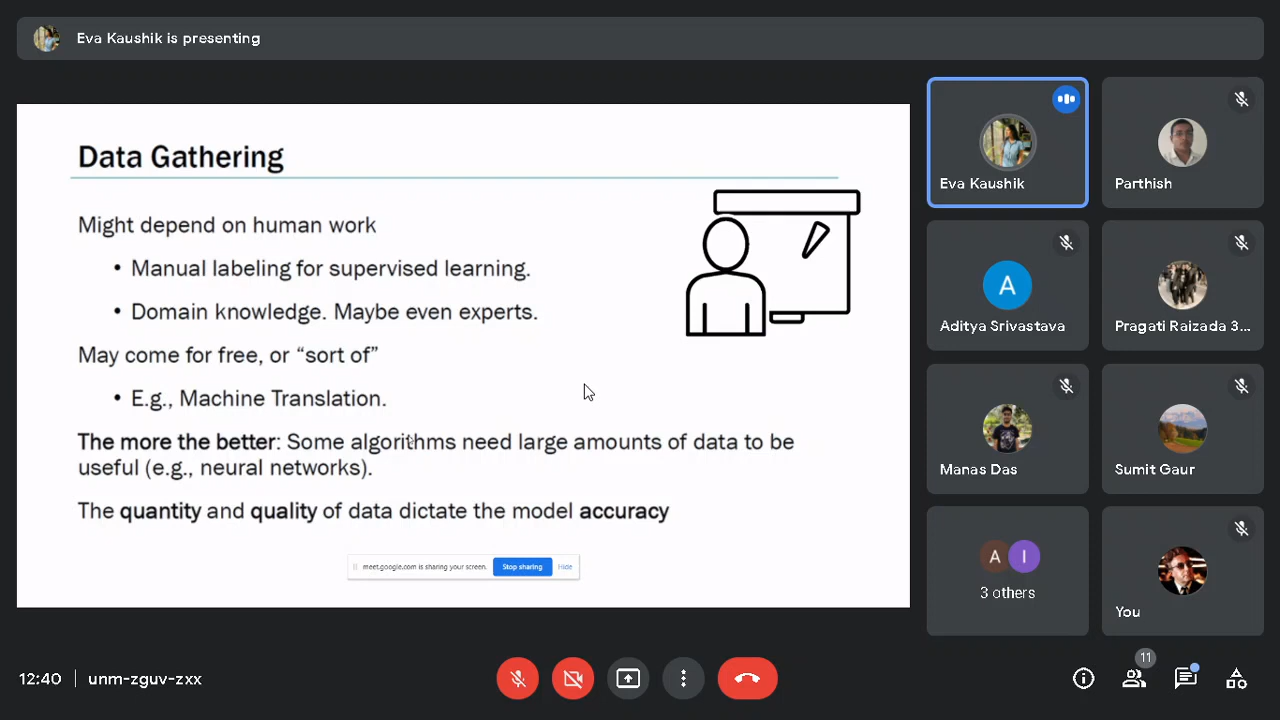 Eva Kaushik is presenting
Data Gathering
Might depend on human work
• Manual labeling for supervised learning.
• Domain knowledge. Maybe even experts.
May come for free, or “sort of”
• E.g., Machine Translation.
The more the better: Some algorithms need large amounts of data to be
useful (e.g., neural networks).
The quantity and quality of data dictate the model accuracy
meet.google.com is sharing your screen.
Stop sharing
Hide
Eva Kaushik
Parthish
A
Aditya Srivastava
Pragati Raizada 3...
Manas Das
Sumit Gaur
A I
3 others
You
12:40 | unm-zguv-zxx
11